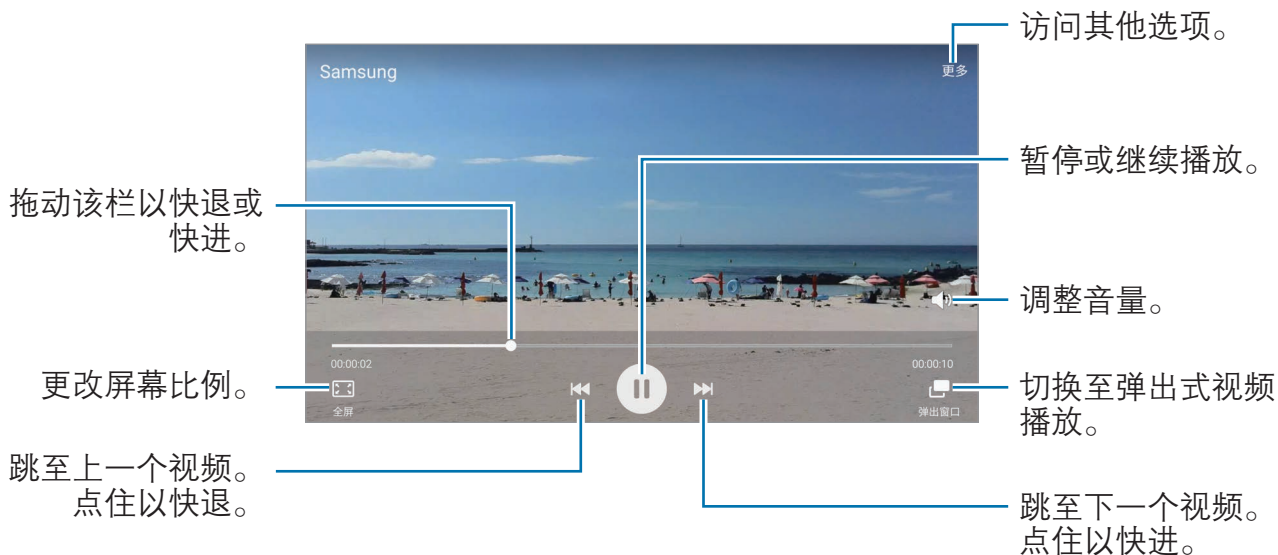 访问其他选项。
Samsung
更多
暂停或继续播放。
拖动该栏以快退或
快进。
调整音量。
00:00:02
00:00:10
更改屏幕比例。
全屏
弹出窗口
切换至弹出式视频
播放。
跳至上一个视频。
点住以快退。
跳至下一个视频。
点住以快进。